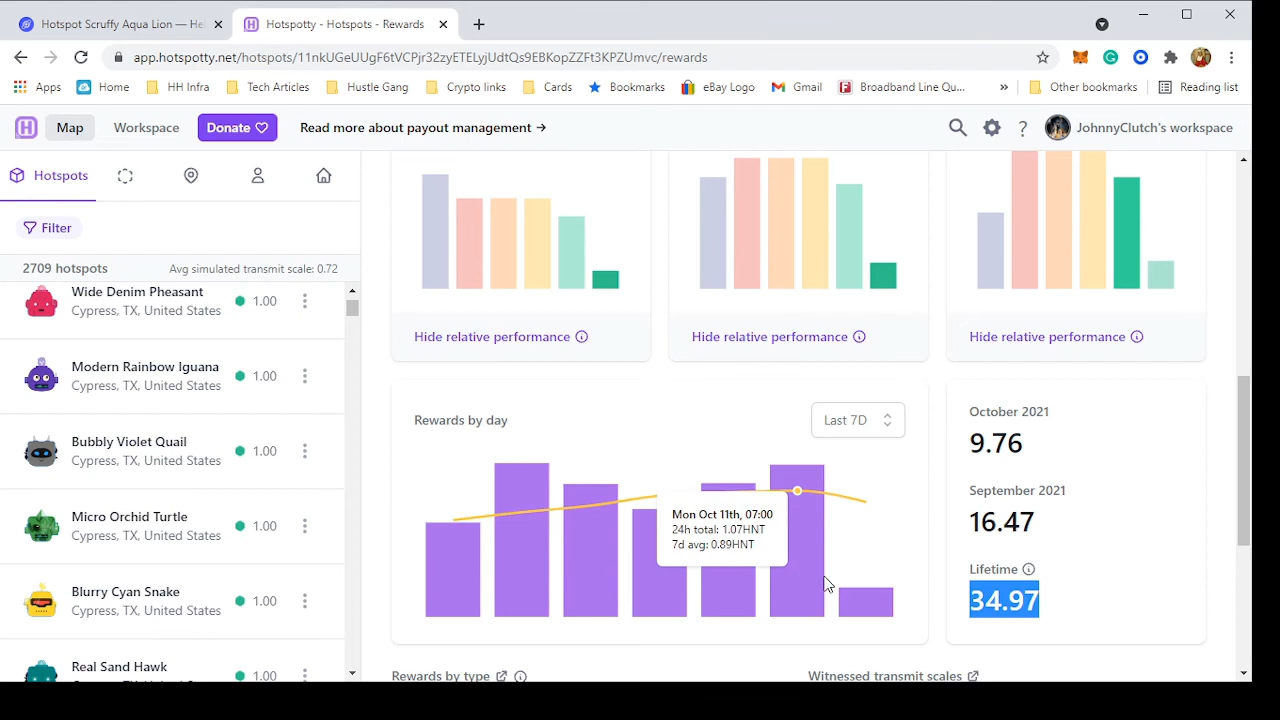 Hotspot Scruffy Aqua Lion — He
Hotspotty - Hotspots - Rewards
app.hotspotty.net/hotspots/11nkUGeUUgF6tVCPjr32zyETELyjUdtQs9EBKopZZFt3KPZUmvc/rewards
Apps
Home
HH Infra
Tech Articles
Hustle Gang
Crypto links
Cards
Bookmarks
eBay Logo
Gmail
Broadband Line Qu...
»
Other bookmarks
Reading list
Map
Workspace
Donate
Read more about payout management →
?
JohnnyClutch's workspace
Hotspots
Filter
2709 hotspots
Avg simulated transmit scale: 0.72
Wide Denim Pheasant
Cypress, TX, United States
1.00
Modern Rainbow Iguana
Cypress, TX, United States
1.00
Bubbly Violet Quail
Cypress, TX, United States
1.00
Micro Orchid Turtle
Cypress, TX, United States
1.00
Blurry Cyan Snake
Cypress, TX, United States
1.00
Real Sand Hawk
1.00
Hide relative performance
Hide relative performance
Hide relative performance
Rewards by day
Last 7D
Mon Oct 11th, 07:00
24h total: 1.07HNT
7d avg: 0.89HNT
October 2021
9.76
September 2021
16.47
Lifetime
34.97
Rewards by type
Witnessed transmit scales